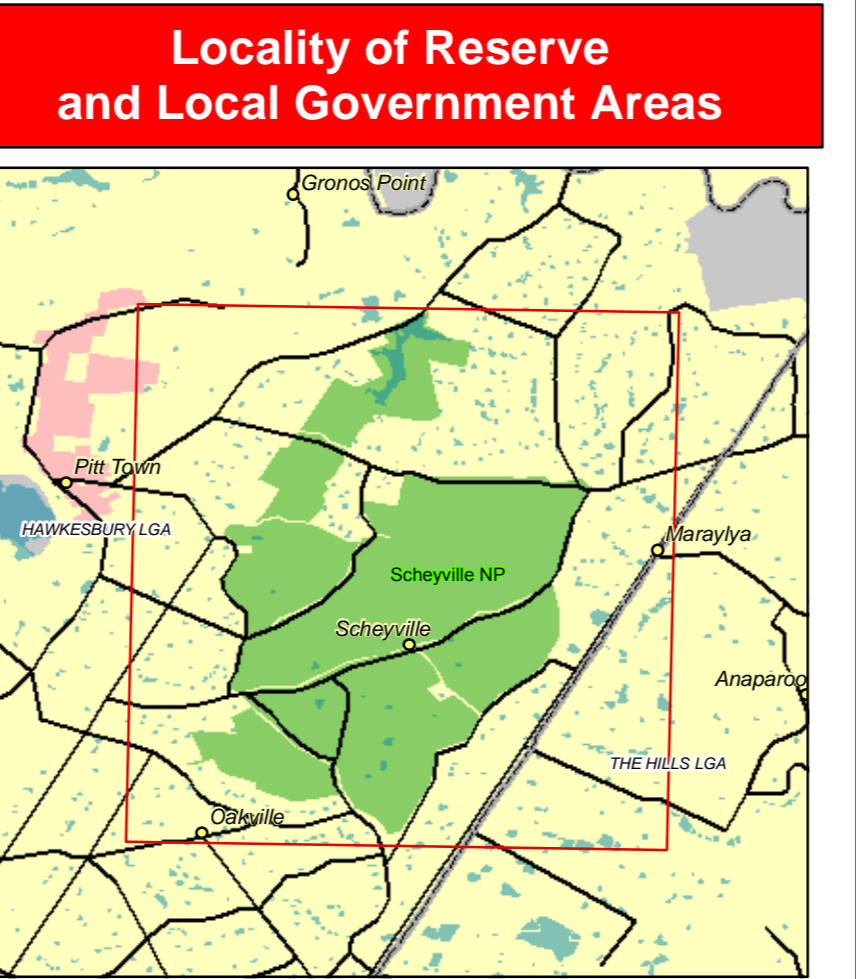 Locality of Reserve
and Local Government Areas
Gronos Point
Pitt Town
HAWKESBURY LGA
Maraylya
Scheyville NP
Scheyville
Anaparoo
THE HILLS LGA
Oakville